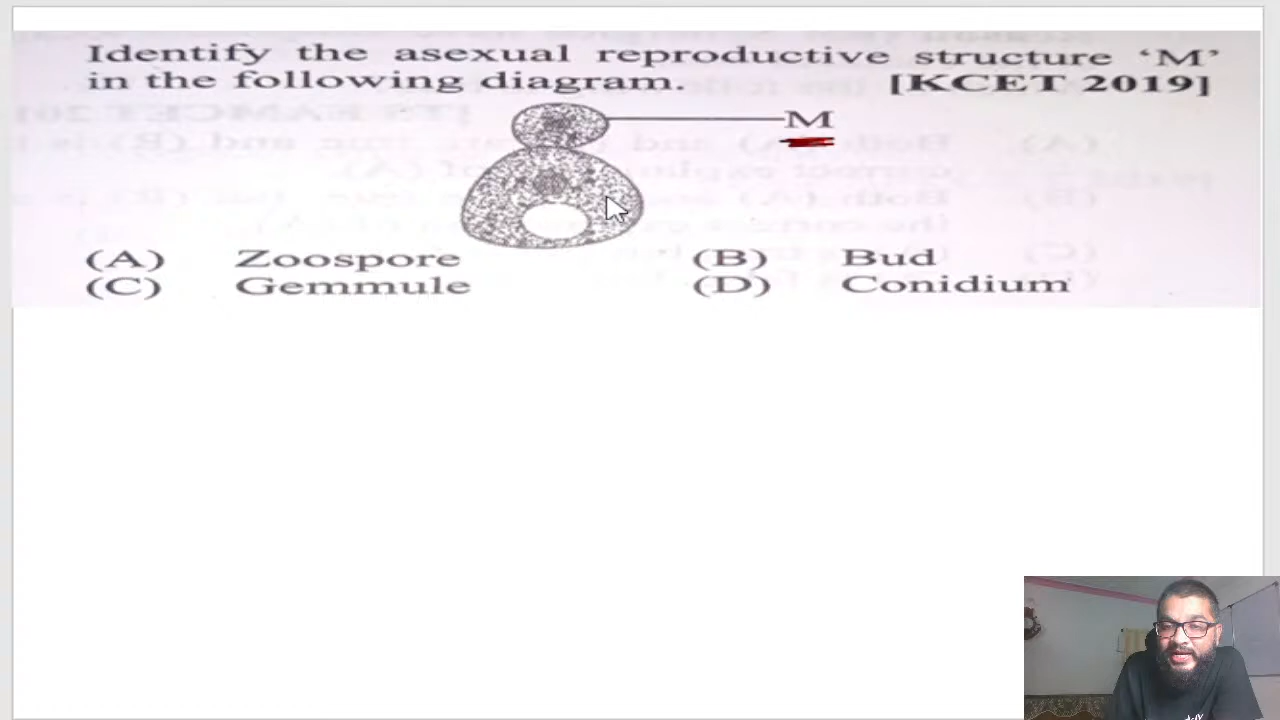 Identify the asexual reproductive structure ‘M’
in the following diagram. [KCET 2019]
M
(A) Zoospore (B) Bud
(C) Gemmule (D) Conidium